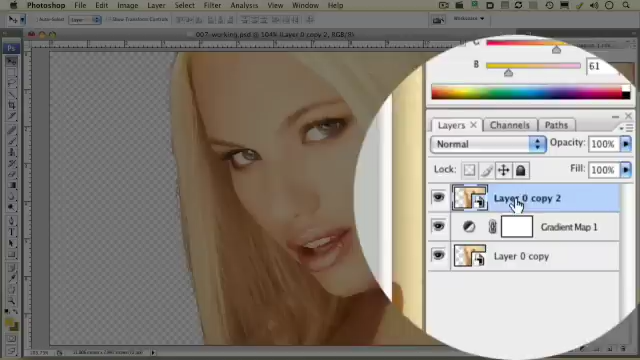 Photoshop File Edit Image Layer Select Filter Analysis View Window Help
Auto-Select: Layer Show Transform Controls
007-working.psd @ 104% (Layer 0 copy 2, RGB/8)
B 61
Layers × Channels Paths
Normal Opacity: 100%
Lock: Fill: 100%
Layer 0 copy 2
Gradient Map 1
Layer 0 copy